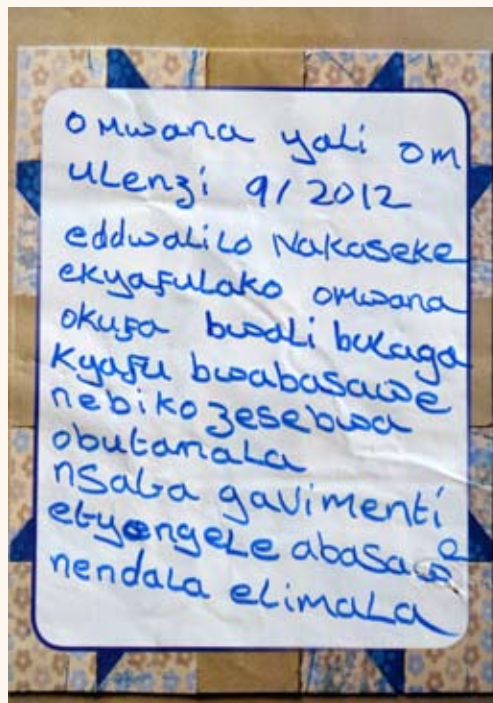 omwana yali om
ulenzi 9/2012
eddwaliLo Nakaseke
ekyafulako omwana
okufa bwali bulaga
kyafu bwabasawe
nebikozesebwa
obutamala
nsaba gavimenti
etyongele abasawo
nendala elimala